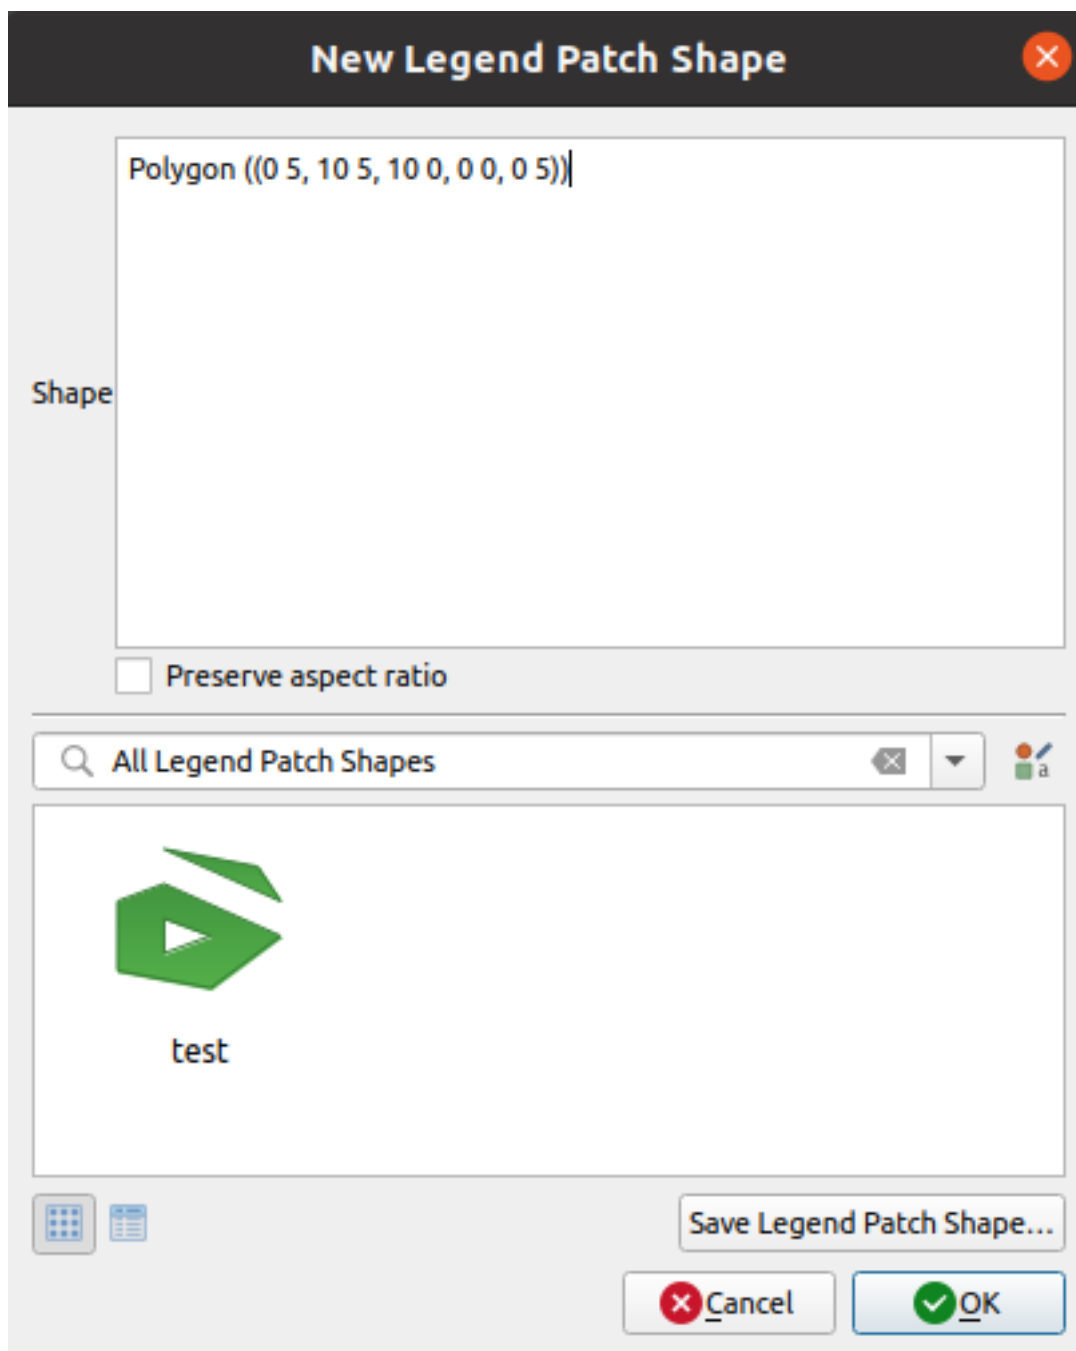 New Legend Patch Shape
Polygon ((0 5, 10 5, 10 0, 0 0, 0 5))
Shape
Preserve aspect ratio
All Legend Patch Shapes
a
test
Save Legend Patch Shape...
Cancel
OK